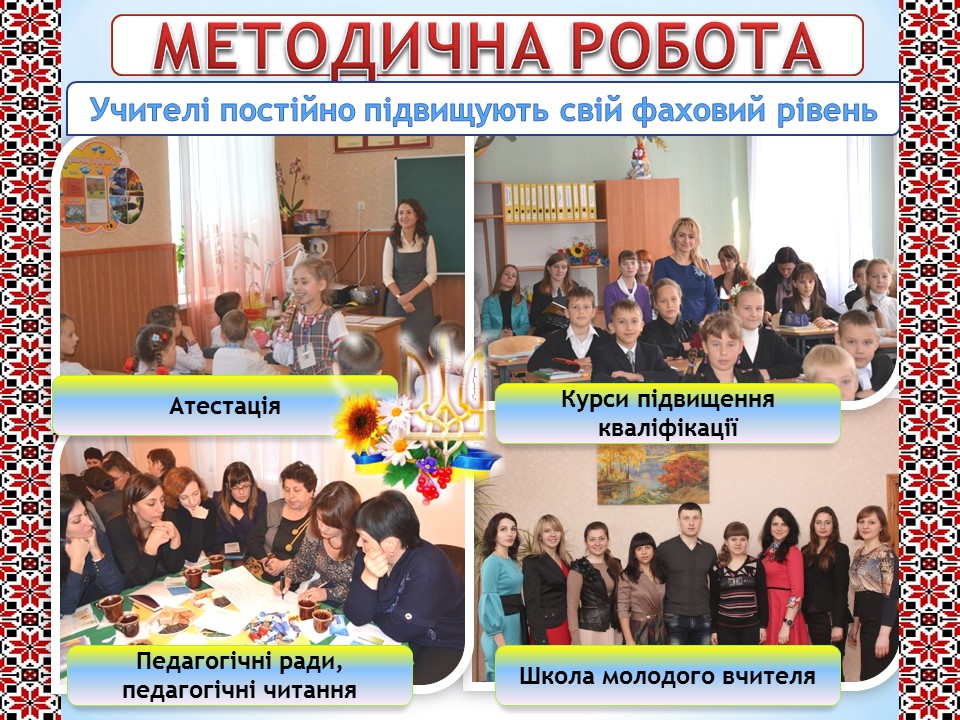 МЕТОДИЧНА РОБОТА
Учителі постійно підвищують свій фаховий рівень
Атестація
Курси підвищення
кваліфікації
Педагогічні ради,
педагогічні читання
Школа молодого вчителя